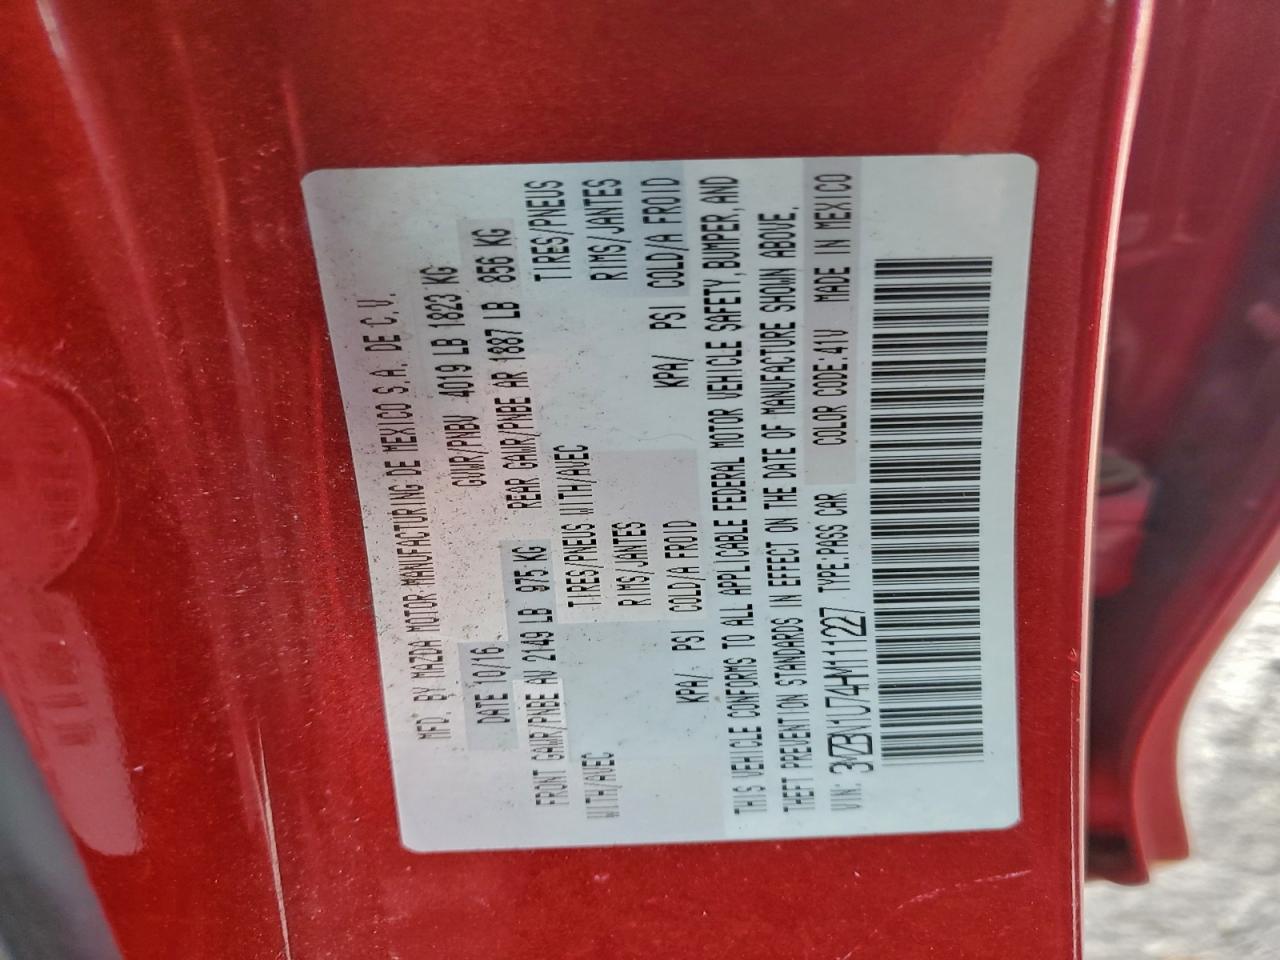 MFD. BY MAZDA MOTOR MANUFACTURING DE MEXICO S.A. DE C.V.
DATE 10/16 GVWR/PNBV 4019 LB 1823 KG
FRONT GAWR/PNBE AV 2149 LB 975 KG REAR GAWR/PNBE AR 1887 LB 856 KG
WITH/AVEC TIRES/PNEUS WITH/AVEC TIRES/PNEUS
RIMS/JANTES RIMS/JANTES
KPA/ PSI COLD/A FROID KPA/ PSI COLD/A FROID
THIS VEHICLE CONFORMS TO ALL APPLICABLE FEDERAL MOTOR VEHICLE SAFETY, BUMPER, AND
THEFT PREVENTION STANDARDS IN EFFECT ON THE DATE OF MANUFACTURE SHOWN ABOVE.
VIN: 3MZBN1U74HM111227 TYPE:PASS CAR COLOR CODE:41V MADE IN MEXICO